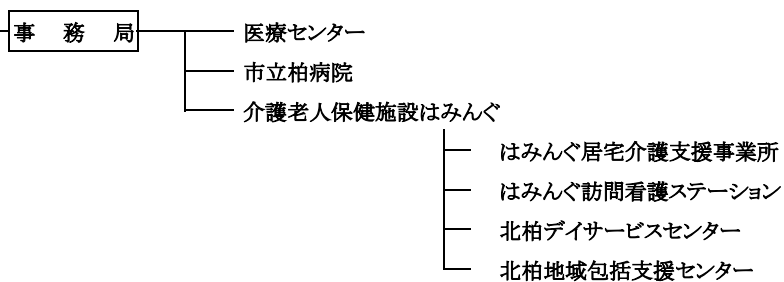 事　務　局
医療センター
市立柏病院
介護老人保健施設はみんぐ
はみんぐ居宅介護支援事業所
はみんぐ訪問看護ステーション
北柏デイサービスセンター
北柏地域包括支援センター